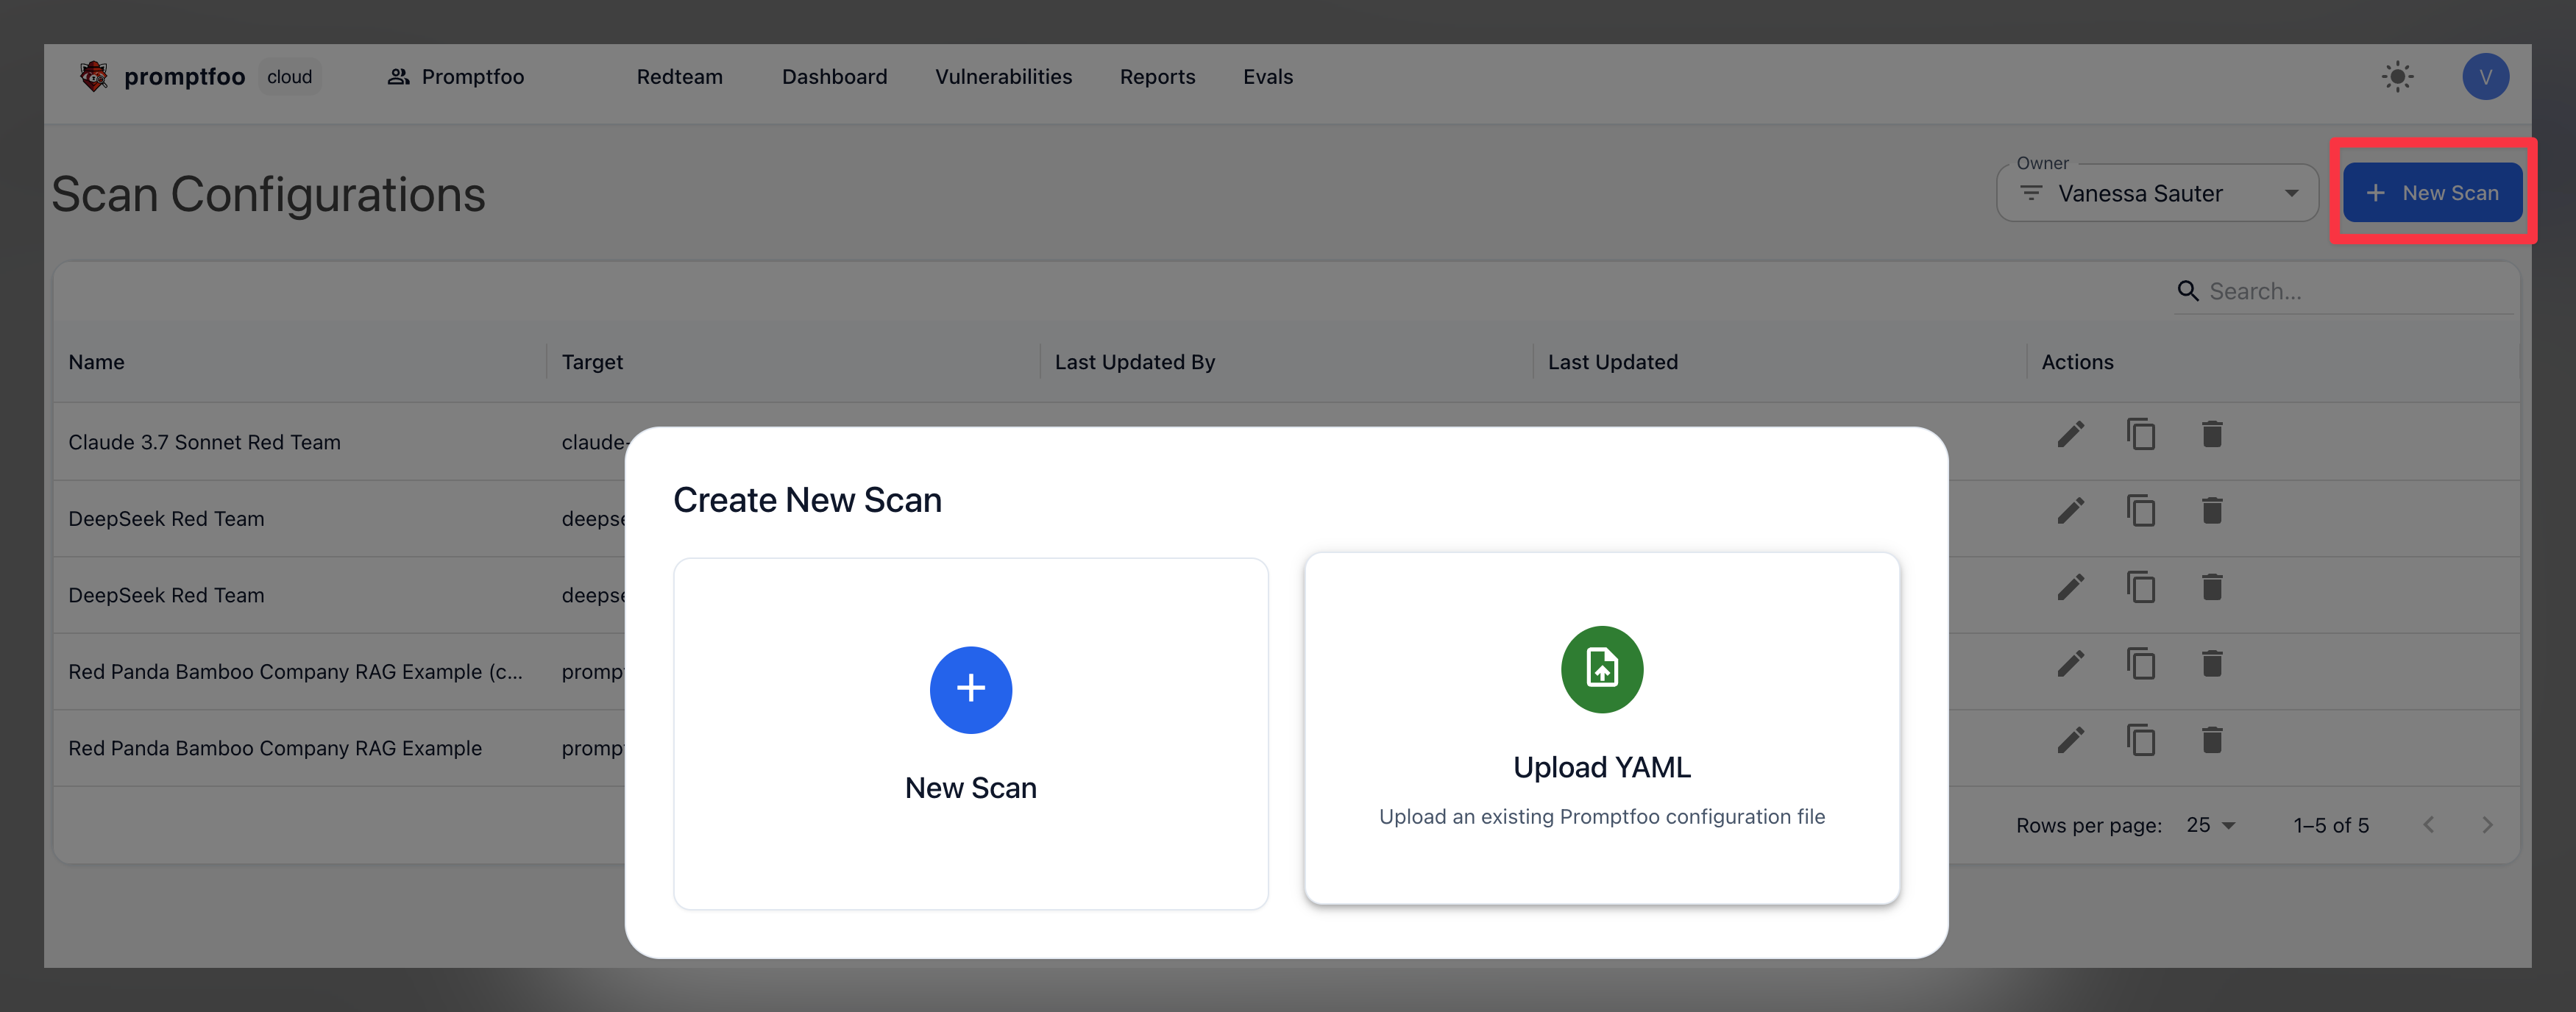 promptfoo cloud Promptfoo Redteam Dashboard Vulnerabilities Reports Evals V
Scan Configurations
Owner
Vanessa Sauter
+ New Scan
Search...
Name Target Last Updated By Last Updated Actions
Claude 3.7 Sonnet Red Team claude-
DeepSeek Red Team deepse
DeepSeek Red Team deepse
Red Panda Bamboo Company RAG Example (c... promp
Red Panda Bamboo Company RAG Example promp
Rows per page: 25 1–5 of 5
Create New Scan
New Scan
Upload YAML
Upload an existing Promptfoo configuration file